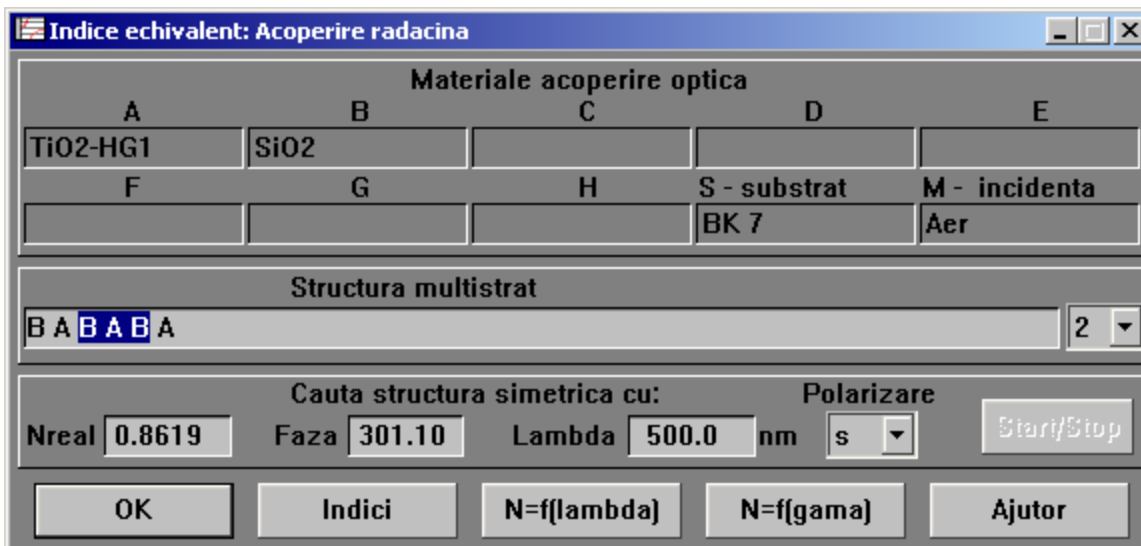 Indice echivalent: Acoperire radacina
Materiale acoperire optica
A B C D E
TiO2-HG1 SiO2
F G H S - substrat M - incidenta
BK 7 Aer
Structura multistrat
B A B A B A 2
Cauta structura simetrica cu: Polarizare
Nreal 0.8619 Faza 301.10 Lambda 500.0 nm s Start/Stop
OK Indici N=f(lambda) N=f(gama) Ajutor